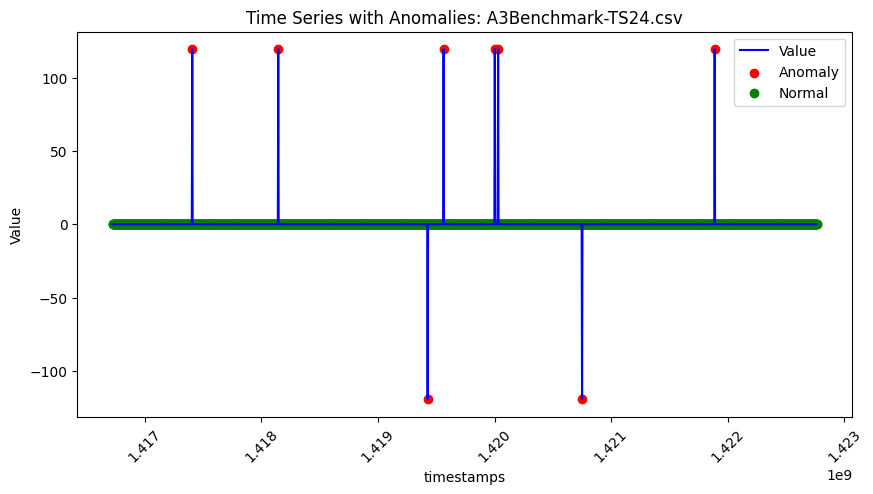 Time Series with Anomalies: A3Benchmark-TS24.csv
Value
Anomaly
Normal
100
50
0
−50
−100
Value
1.417
1.418
1.419
1.420
1.421
1.422
1.423
1e9
timestamps